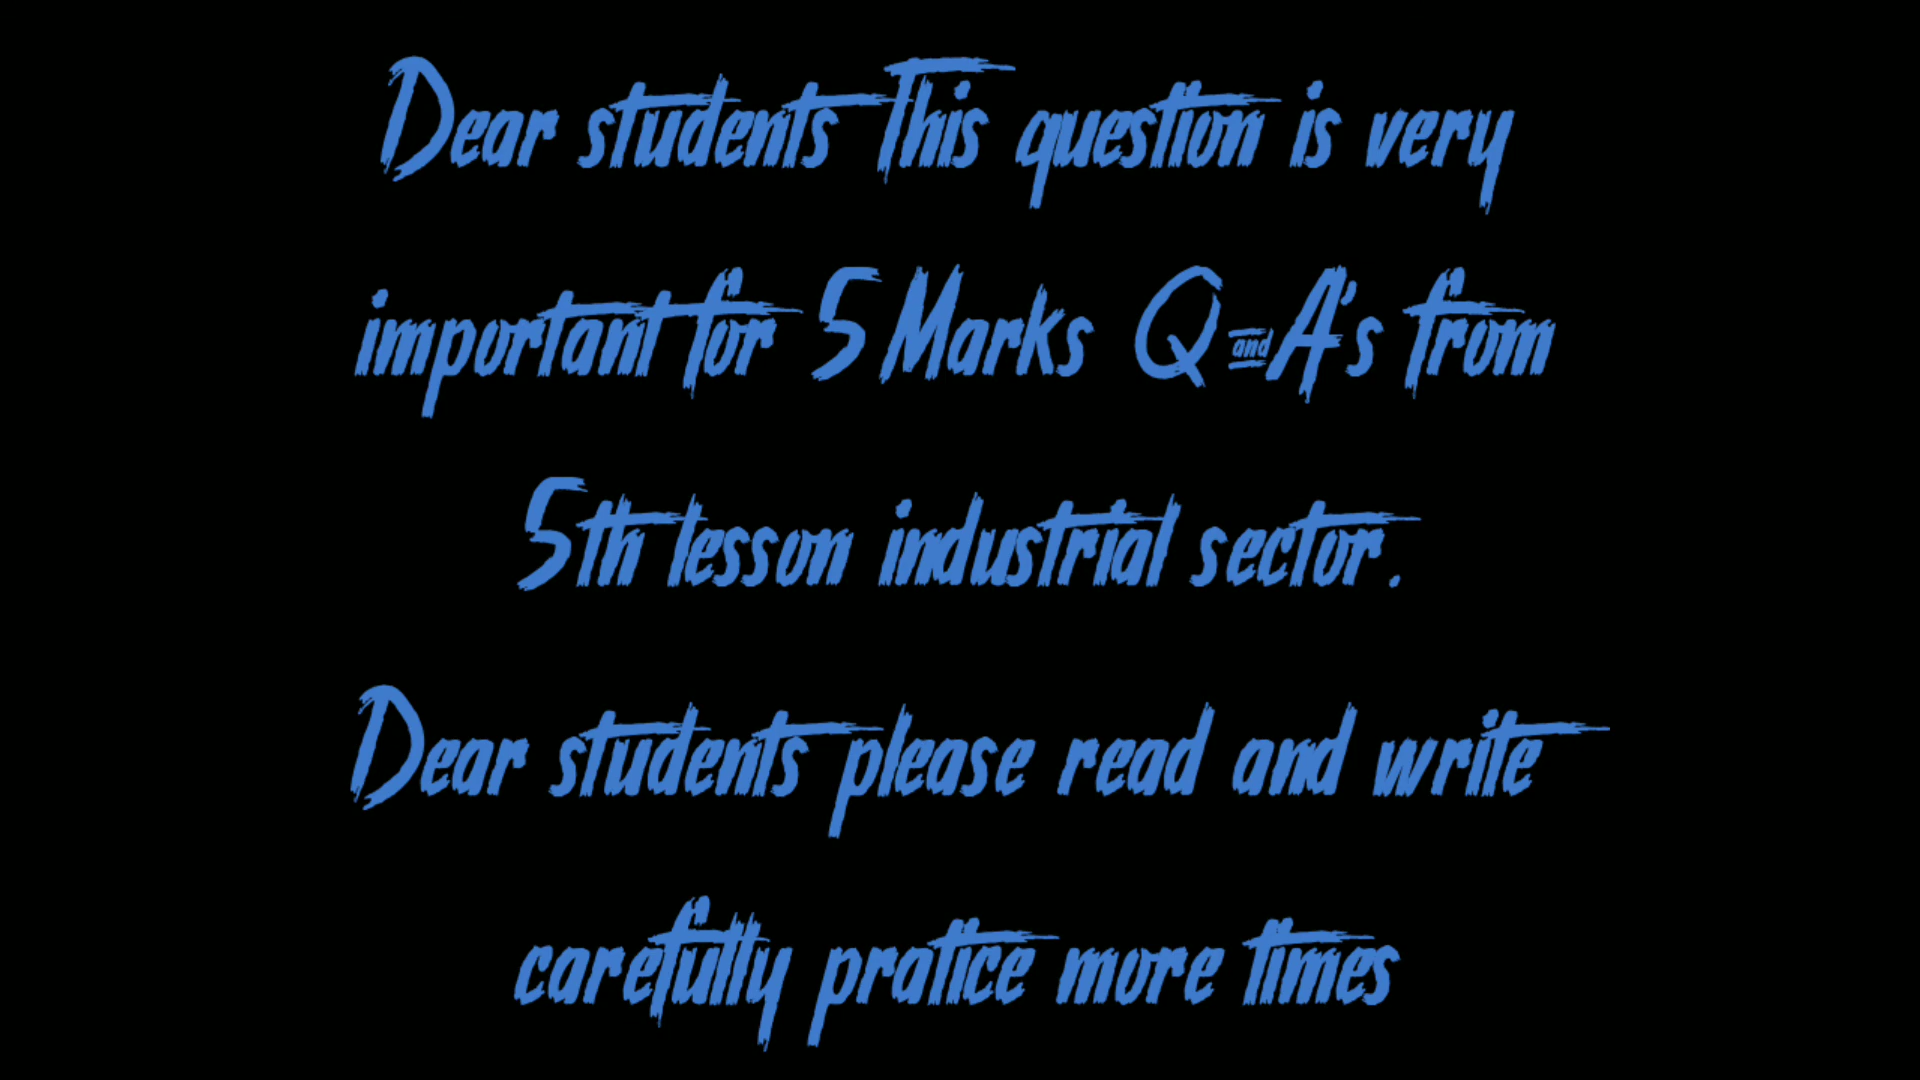 Dear students This question is very
important for 5 Marks Q and A's from
5th lesson industrial sector.
Dear students please read and write
carefully pratice more times